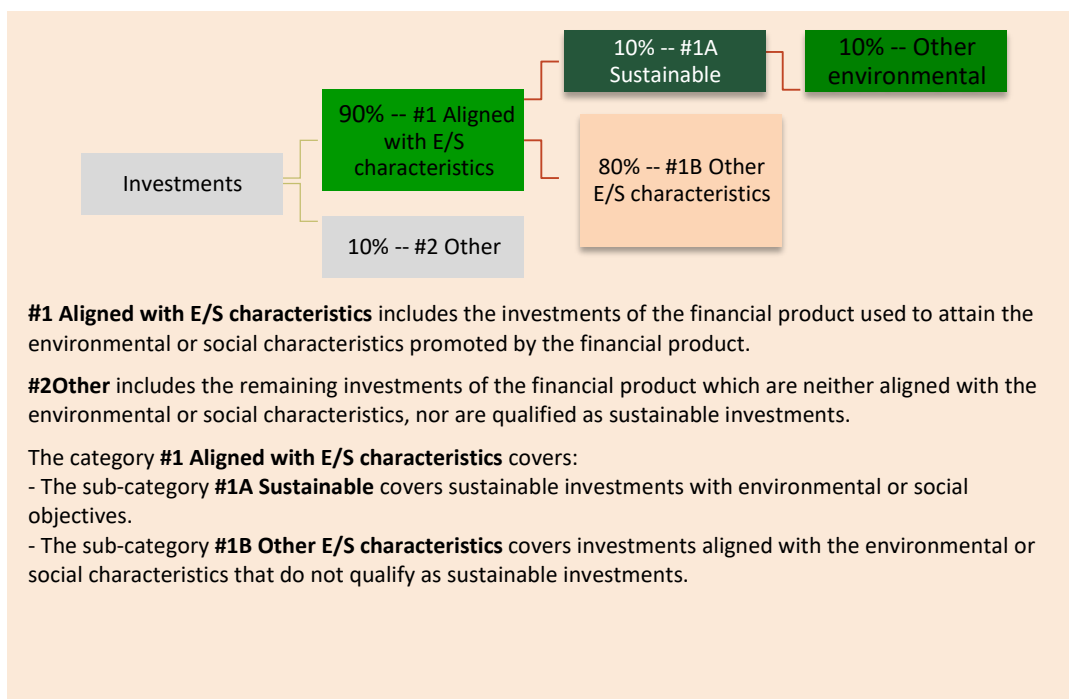 10% -- #1A
Sustainable
10% -- Other
environmental
90% -- #1 Aligned
with E/S
characteristics
80% -- #1B Other
E/S characteristics
Investments
10% -- #2 Other
#1 Aligned with E/S characteristics includes the investments of the financial product used to attain the
environmental or social characteristics promoted by the financial product.
#2Other includes the remaining investments of the financial product which are neither aligned with the
environmental or social characteristics, nor are qualified as sustainable investments.
The category #1 Aligned with E/S characteristics covers:
- The sub-category #1A Sustainable covers sustainable investments with environmental or social
objectives.
- The sub-category #1B Other E/S characteristics covers investments aligned with the environmental or
social characteristics that do not qualify as sustainable investments.